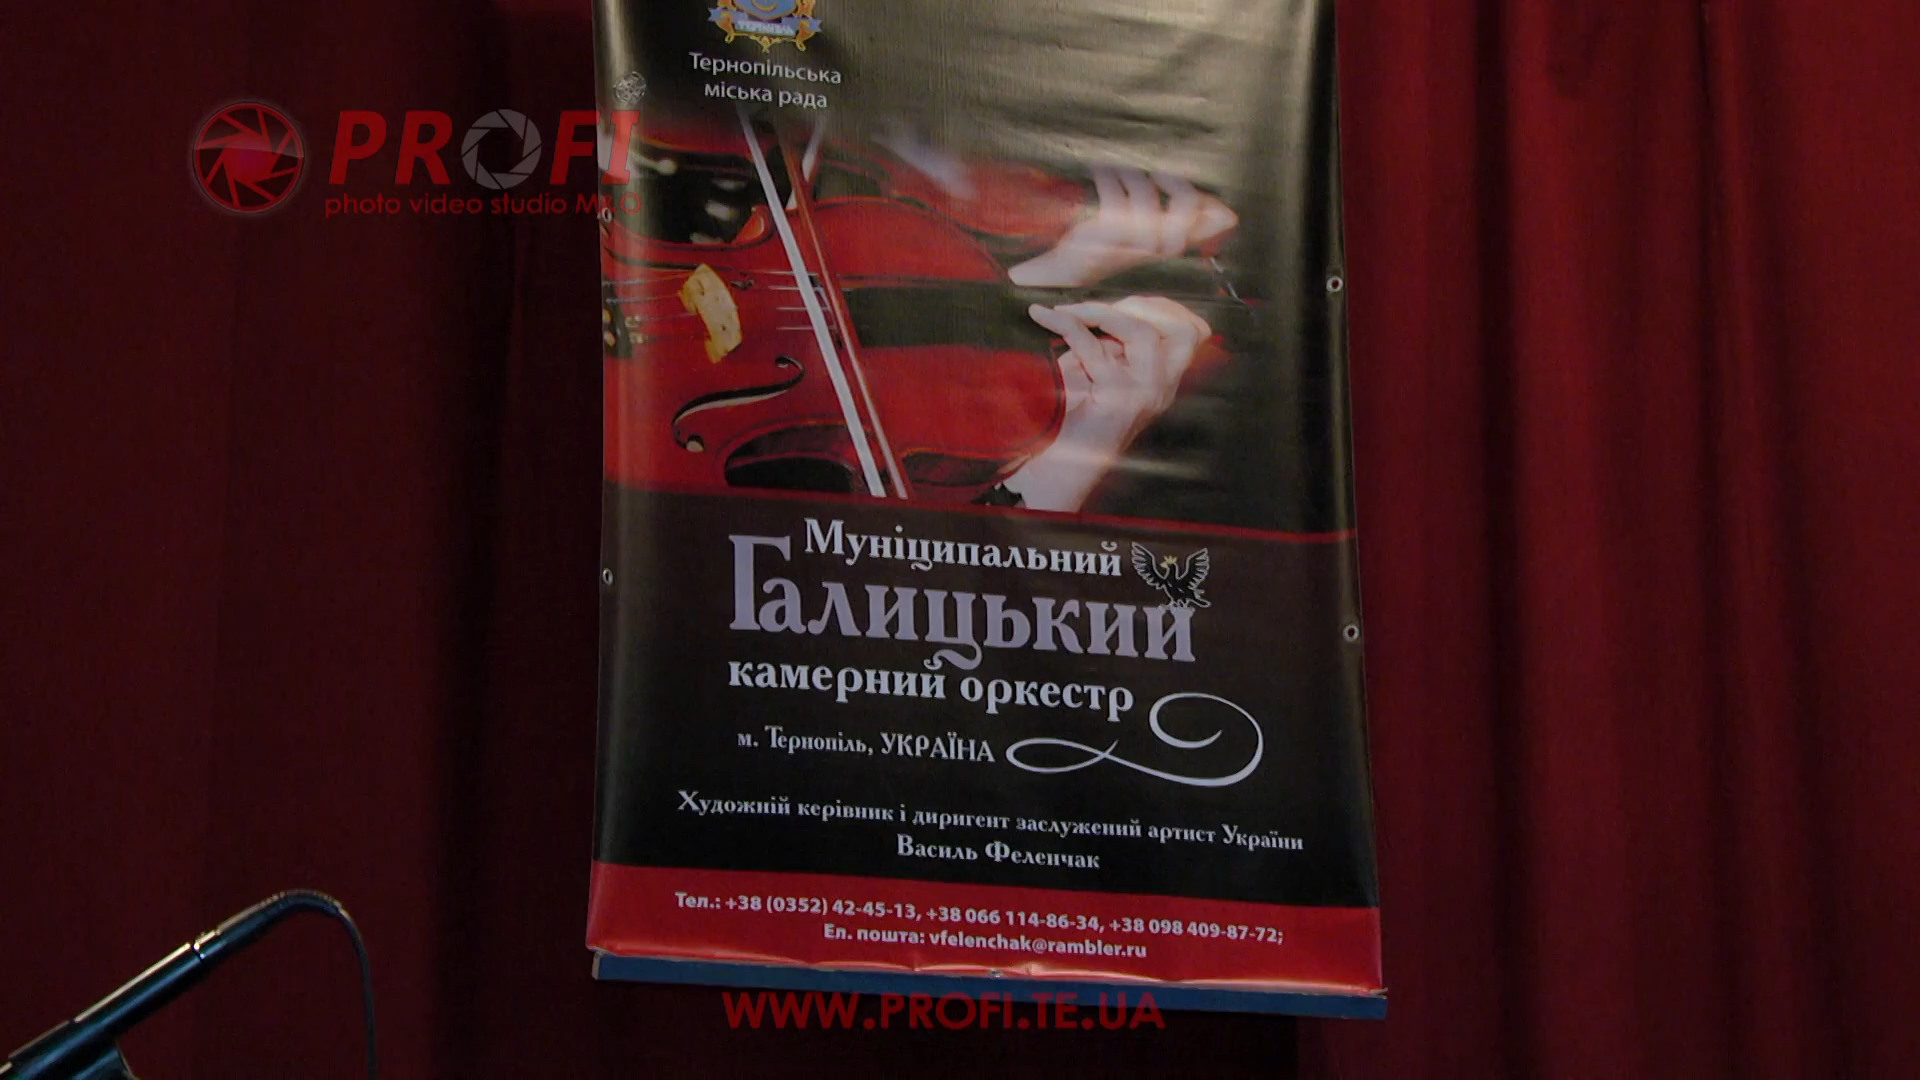 ТЕРНОПІЛЬ
Тернопільська
міська рада
PROFI
photo video studio MXO
Муніципальний
Галицький
камерний оркестр
м. Тернопіль, УКРАЇНА
Художній керівник і диригент заслужений артист України
Василь Феленчак
Тел.: +38 (0352) 42-45-13, +38 066 114-86-34, +38 098 409-87-72;
Ел. пошта: vfelenchak@rambler.ru
WWW.PROFI.TE.UA